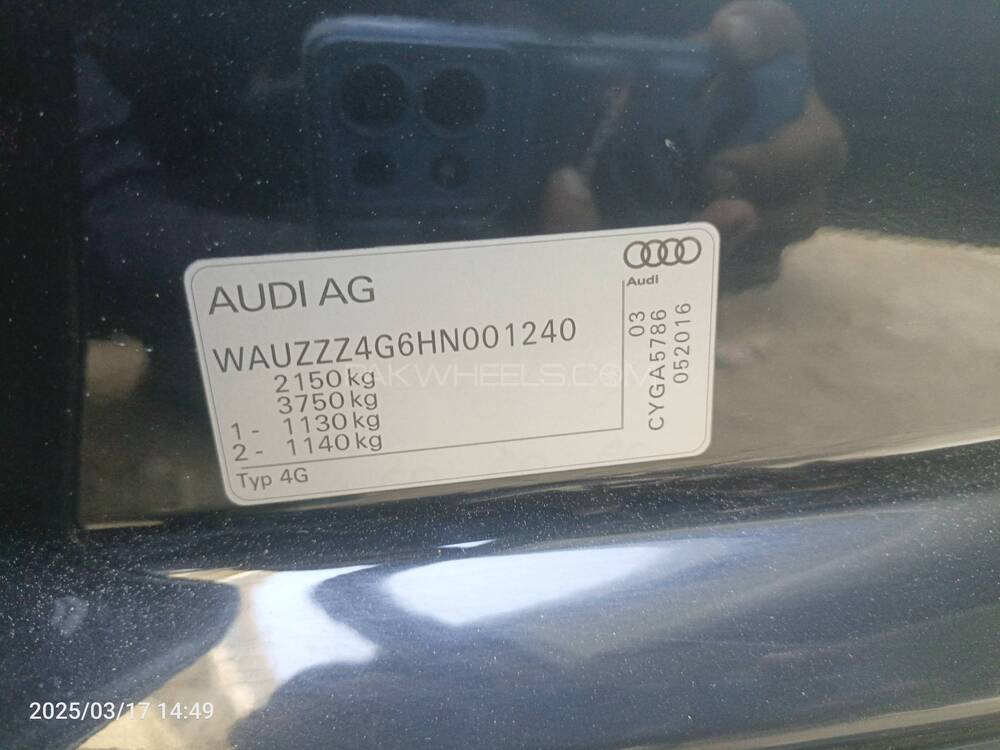 AUDI AG
Audi
WAUZZZ4G6HN001240
2150 kg
3750 kg
1 - 1130 kg
2 - 1140 kg
Typ 4G
03
CYGA5786
052016
PAKWHEELS.COM
2025/03/17 14:49